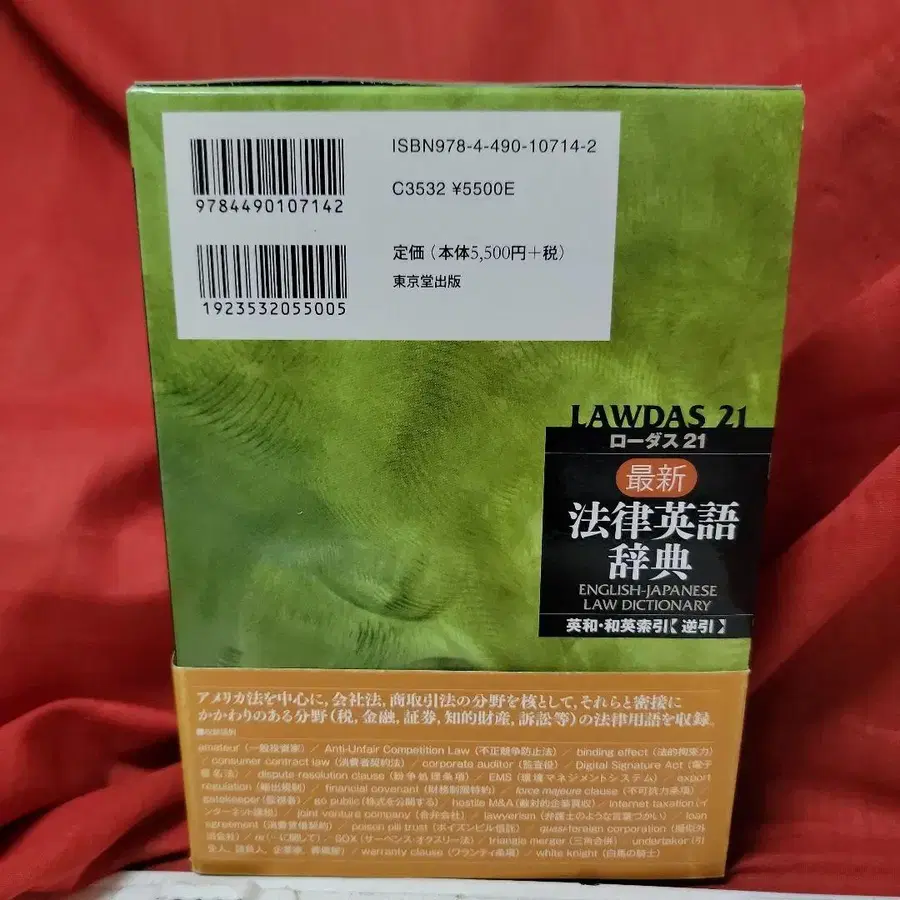 ISBN978-4-490-10714-2
9784490107142
C3532 ¥5500E
定価(本体5,500円+税)
1923532055005
東京堂出版
LAWDAS 21
ローダス21
最新
法律英語
辞典
ENGLISH-JAPANESE
LAW DICTIONARY
英和・和英索引【逆引】
アメリカ法を中心に,会社法,商取引法の分野を核として,それらと密接に
かかわりのある分野(税,金融,証券,知的財産,訴訟等)の法律用語を収録。
■収録語例
amateur(一般投資家)/ Anti-Unfair Competition Law(不正競争防止法)/ binding effect(法的拘束力)
/ consumer contract law(消費者契約法)/ corporate auditor(監査役)/ Digital Signature Act(電子
署名法)/ dispute resolution clause(紛争処理条項)/ EMS(環境マネジメントシステム)/ export
regulation(輸出規制)/ financial covenant(財務制限特約)/ force majeure clause(不可抗力条項)
gatekeeper(監視者)/ go public(株式を公開する)/ hostile M&A(敵対的企業買収)/ Internet taxation(イ
ンターネット課税)/ joint venture company(合弁会社)/ lawyerism(弁護士のような言葉づかい)/ loan
agreement(消費貸借契約)/ poison pill trust(ポイズンピル信託)/ quasi-foreign corporation(擬似外
国会社)/ re(…に関して)/ SOX(サーベンス・オクスリー法)/ triangle merger(三角合併)/ undertaker(引
受人,請負人,企業家,葬儀屋)/ warranty clause(ワランティ条項)/ white knight(白馬の騎士)